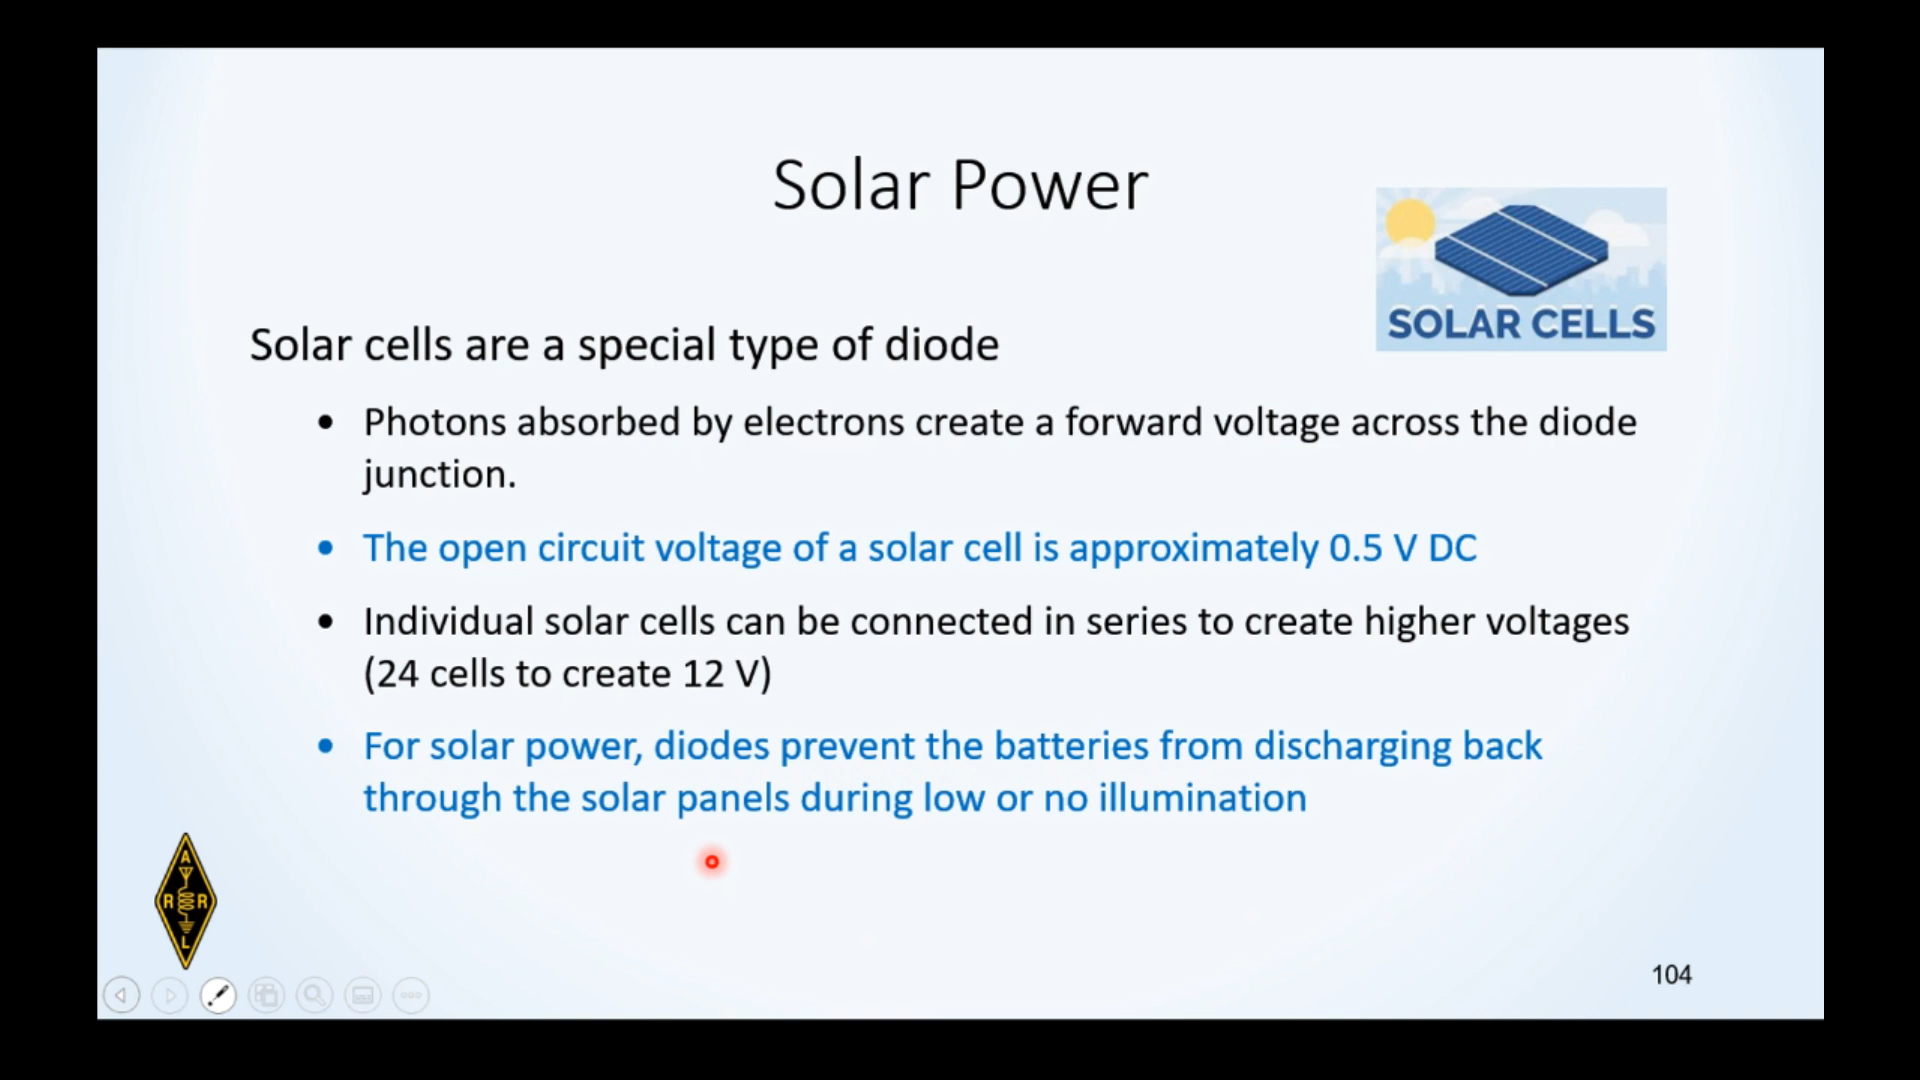 Solar Power
SOLAR CELLS
Solar cells are a special type of diode
• Photons absorbed by electrons create a forward voltage across the diode
junction.
• The open circuit voltage of a solar cell is approximately 0.5 V DC
• Individual solar cells can be connected in series to create higher voltages
(24 cells to create 12 V)
• For solar power, diodes prevent the batteries from discharging back
through the solar panels during low or no illumination
A
R R
L
104